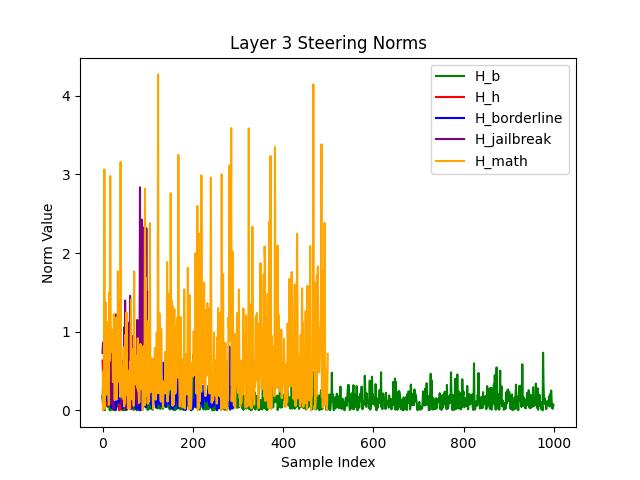 Layer 3 Steering Norms
H_b
H_h
H_borderline
H_jailbreak
H_math
Norm Value
4
3
2
1
0
0 200 400 600 800 1000
Sample Index